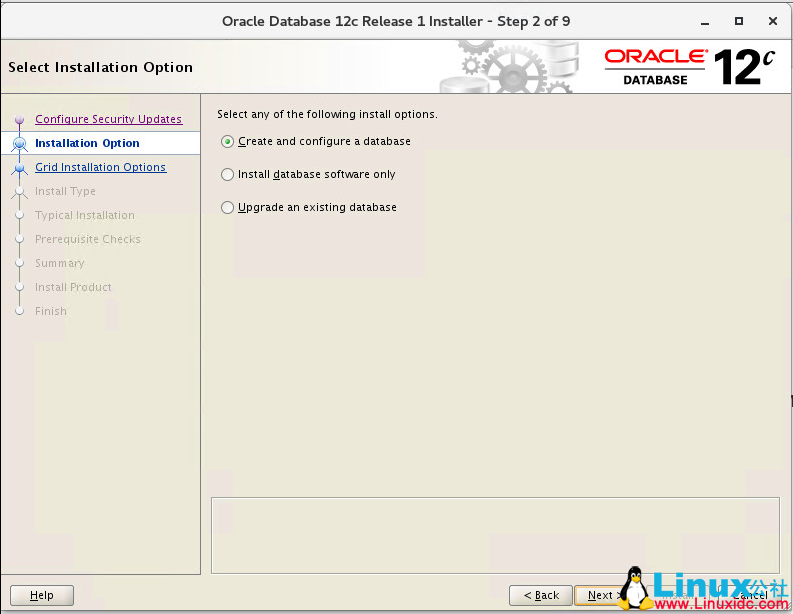 Oracle Database 12c Release 1 Installer - Step 2 of 9
Select Installation Option
ORACLE®
DATABASE
12c
Configure Security Updates
Installation Option
Grid Installation Options
Install Type
Typical Installation
Prerequisite Checks
Summary
Install Product
Finish
Select any of the following install options.
Create and configure a database
Install database software only
Upgrade an existing database
Help
< Back
Next >
Cancel
Linux公社
www.Linuxidc.com